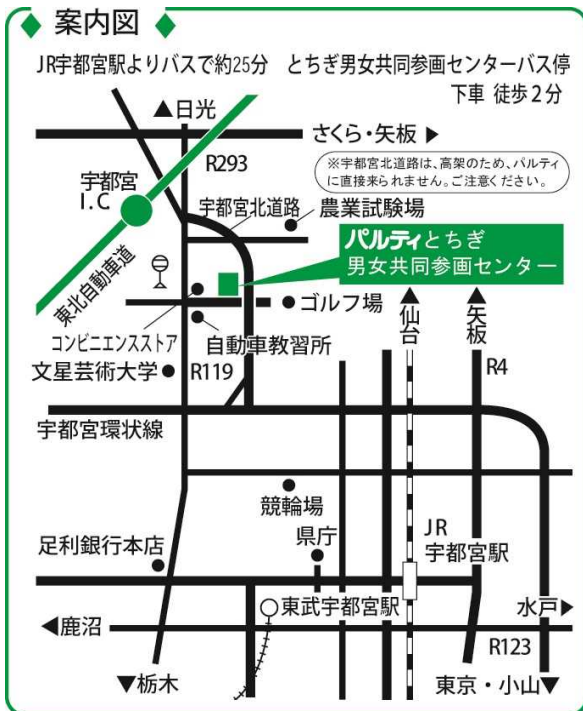 案内図
JR宇都宮駅よりバスで約25分 とちぎ男女共同参画センターバス停
下車 徒歩2分
▲日光
さくら・矢板▶
R293
※宇都宮北道路は、高架のため、パルティ
に直接来られません。ご注意ください。
宇都宮
I.C
宇都宮北道路
農業試験場
パルティとちぎ
男女共同参画センター
東北自動車道
ゴルフ場
▲仙台
▲矢板
コンビニエンスストア
自動車教習所
文星芸術大学
R119
R4
宇都宮環状線
競輪場
県庁
JR
宇都宮駅
足利銀行本店
東武宇都宮駅
水戸▶
◀鹿沼
R123
▼栃木
東京・小山▼